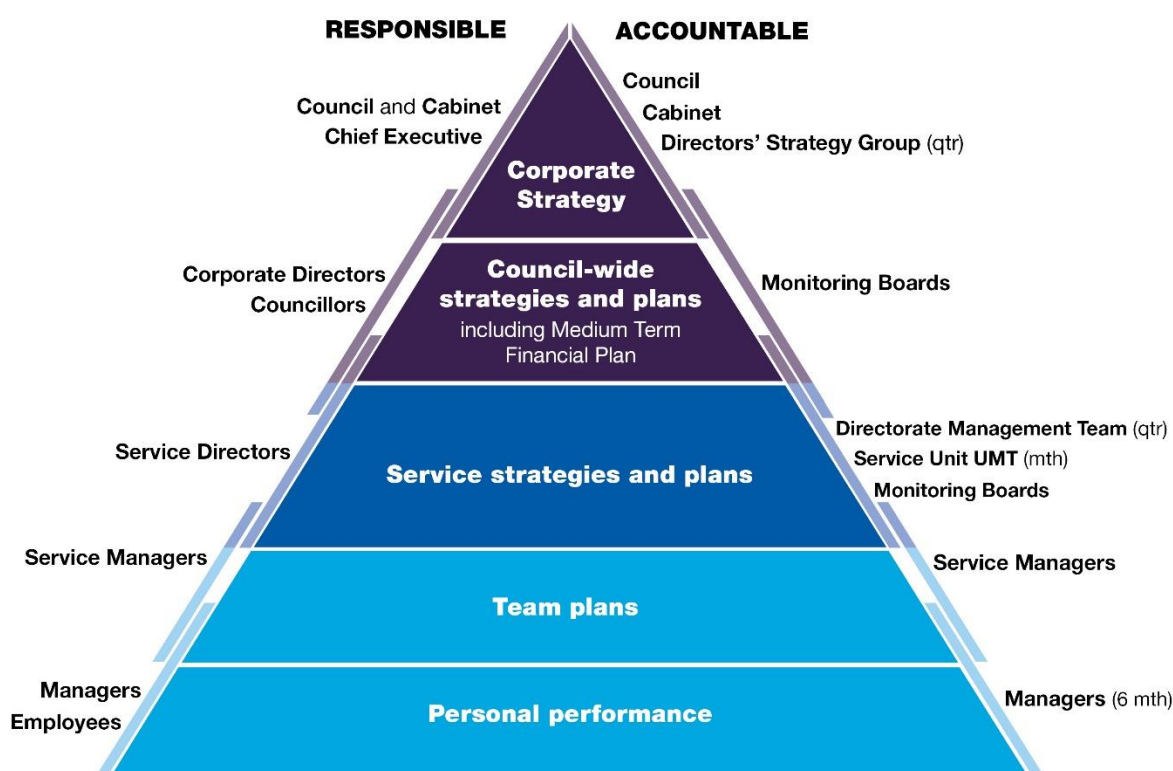 RESPONSIBLE
ACCOUNTABLE
Council and Cabinet
Chief Executive
Council
Cabinet
Directors’ Strategy Group (qtr)
Corporate
Strategy
Corporate Directors
Councillors
Council-wide
strategies and plans
including Medium Term
Financial Plan
Monitoring Boards
Service Directors
Service strategies and plans
Directorate Management Team (qtr)
Service Unit UMT (mth)
Monitoring Boards
Service Managers
Team plans
Service Managers
Managers
Employees
Personal performance
Managers (6 mth)